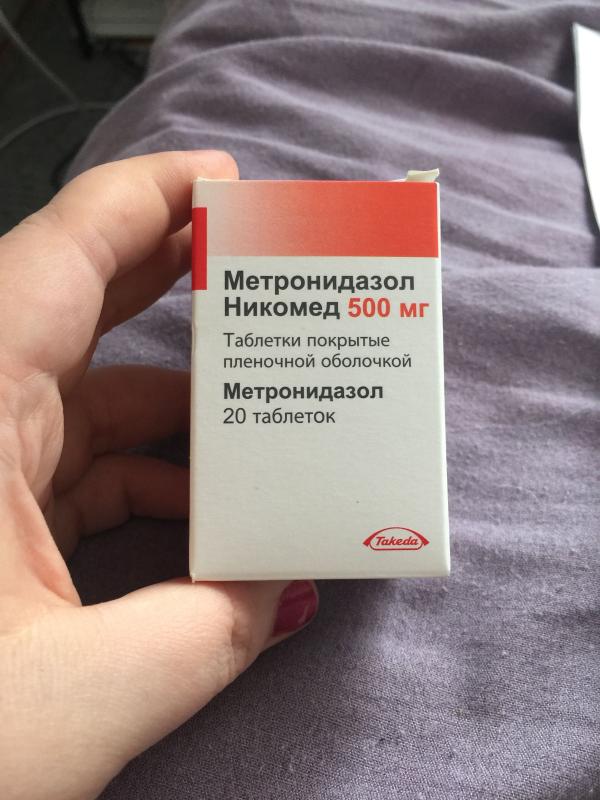 Метронидазол
Никомед 500 мг
Таблетки покрытые
пленочной оболочкой
Метронидазол
20 таблеток
Takeda